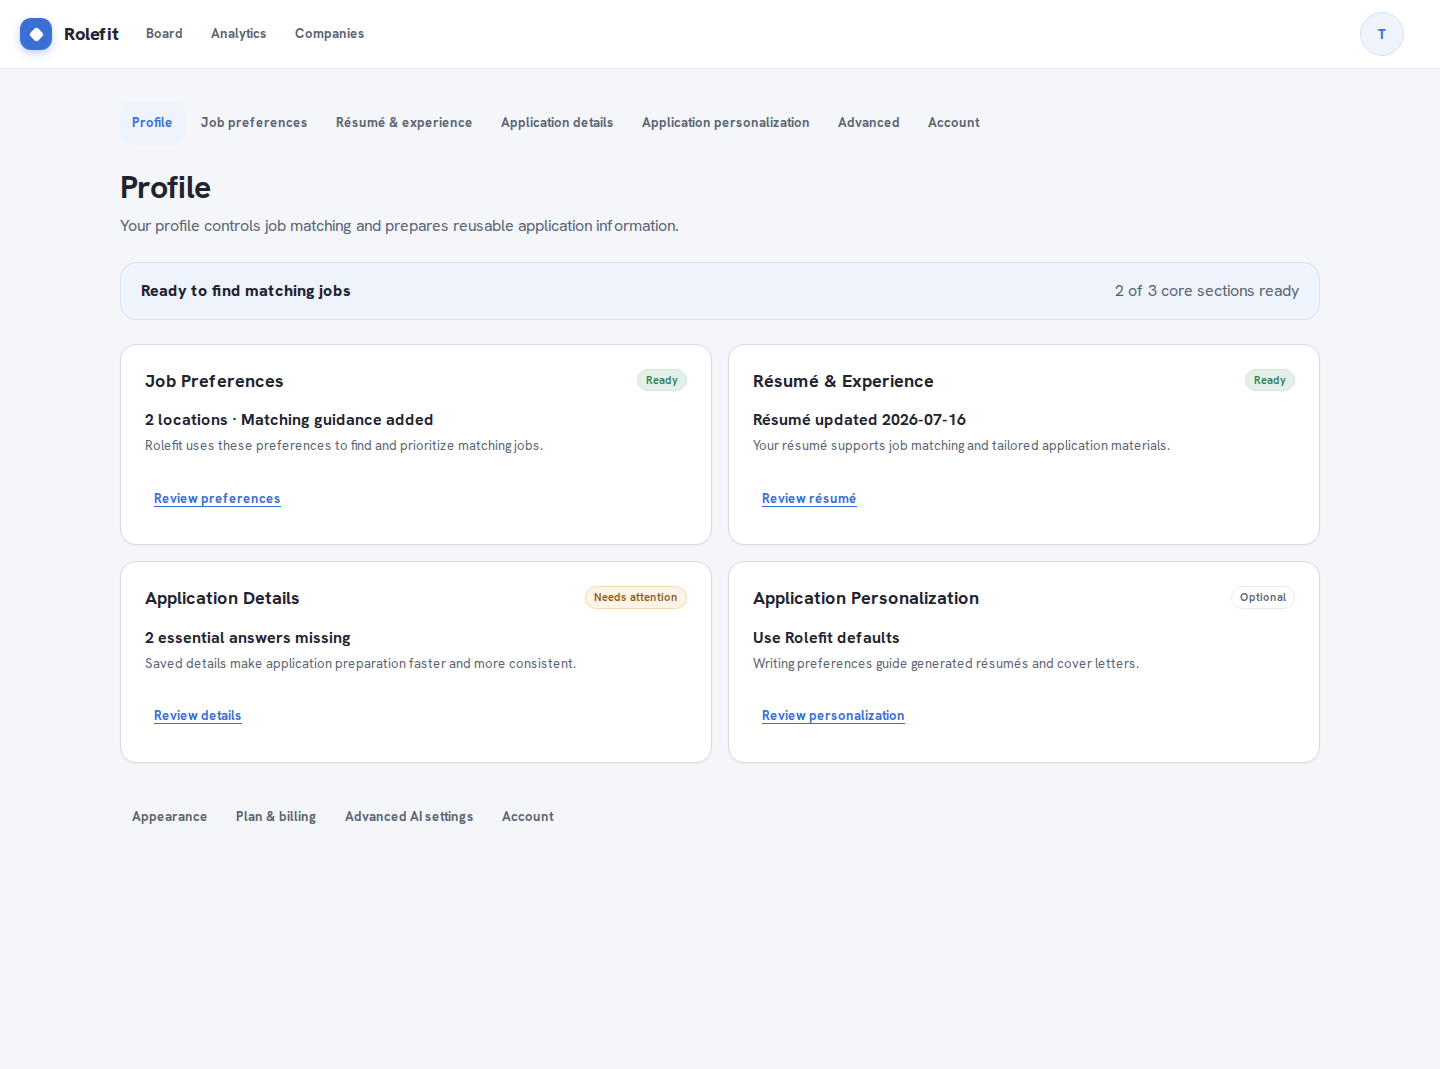 Rolefit Board Analytics Companies T
Profile Job preferences Résumé & experience Application details Application personalization Advanced Account
Profile
Your profile controls job matching and prepares reusable application information.
Ready to find matching jobs 2 of 3 core sections ready
Job Preferences Ready
2 locations · Matching guidance added
Rolefit uses these preferences to find and prioritize matching jobs.
Review preferences
Résumé & Experience Ready
Résumé updated 2026-07-16
Your résumé supports job matching and tailored application materials.
Review résumé
Application Details Needs attention
2 essential answers missing
Saved details make application preparation faster and more consistent.
Review details
Application Personalization Optional
Use Rolefit defaults
Writing preferences guide generated résumés and cover letters.
Review personalization
Appearance Plan & billing Advanced AI settings Account